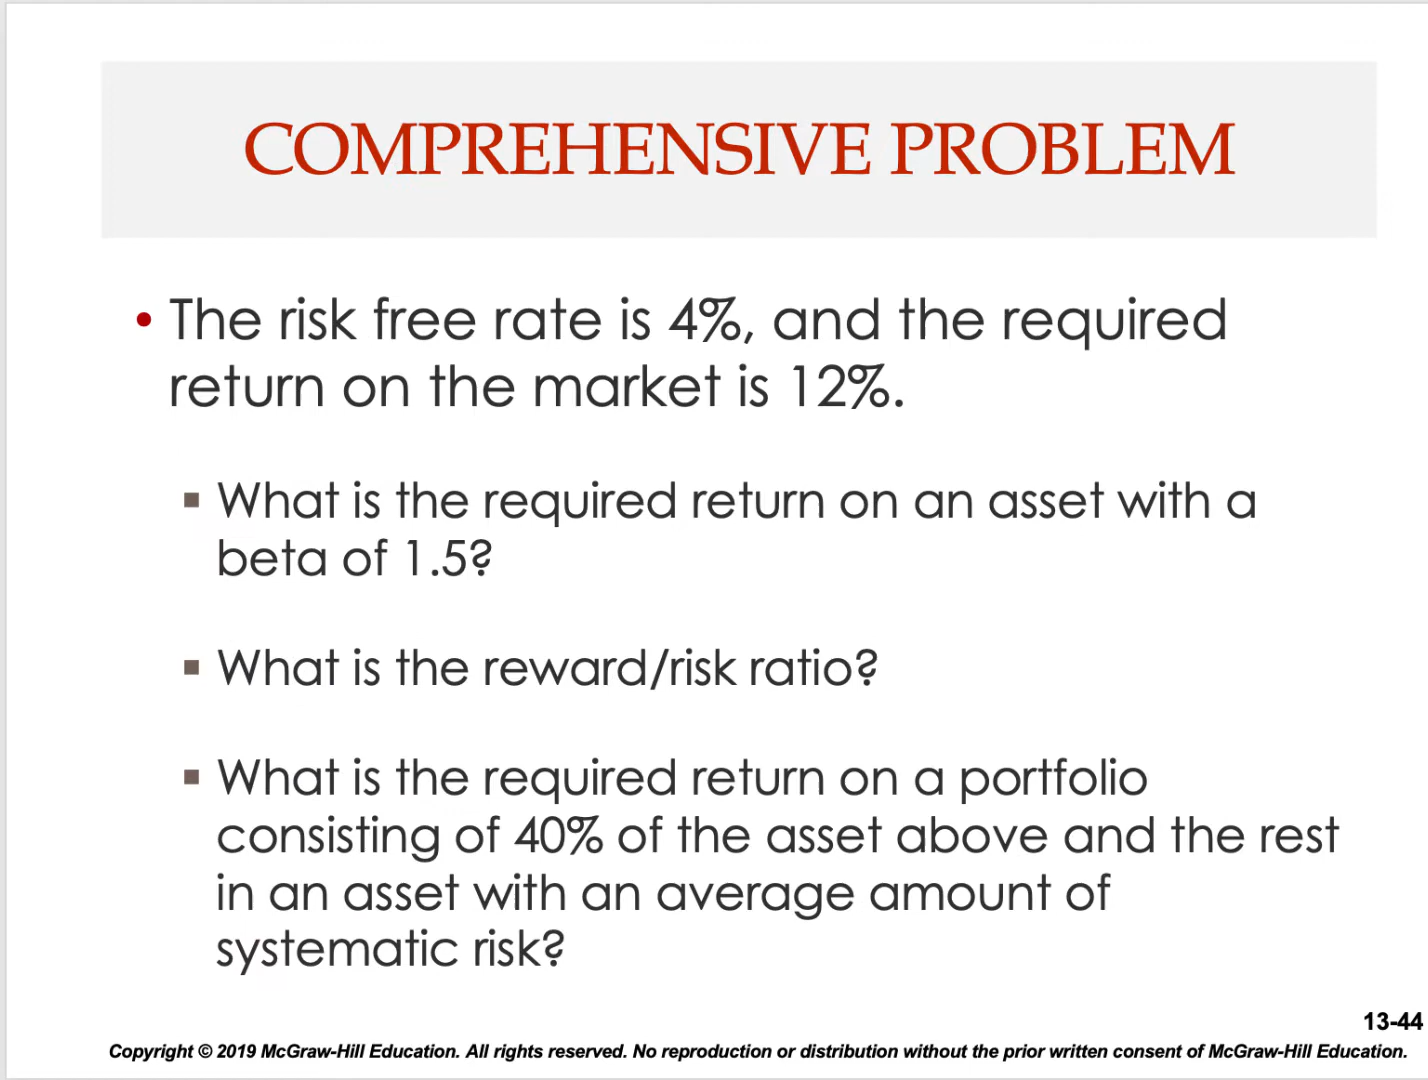 COMPREHENSIVE PROBLEM
• The risk free rate is 4%, and the required
return on the market is 12%.
▪ What is the required return on an asset with a
beta of 1.5?
▪ What is the reward/risk ratio?
▪ What is the required return on a portfolio
consisting of 40% of the asset above and the rest
in an asset with an average amount of
systematic risk?
13-44
Copyright © 2019 McGraw-Hill Education. All rights reserved. No reproduction or distribution without the prior written consent of McGraw-Hill Education.